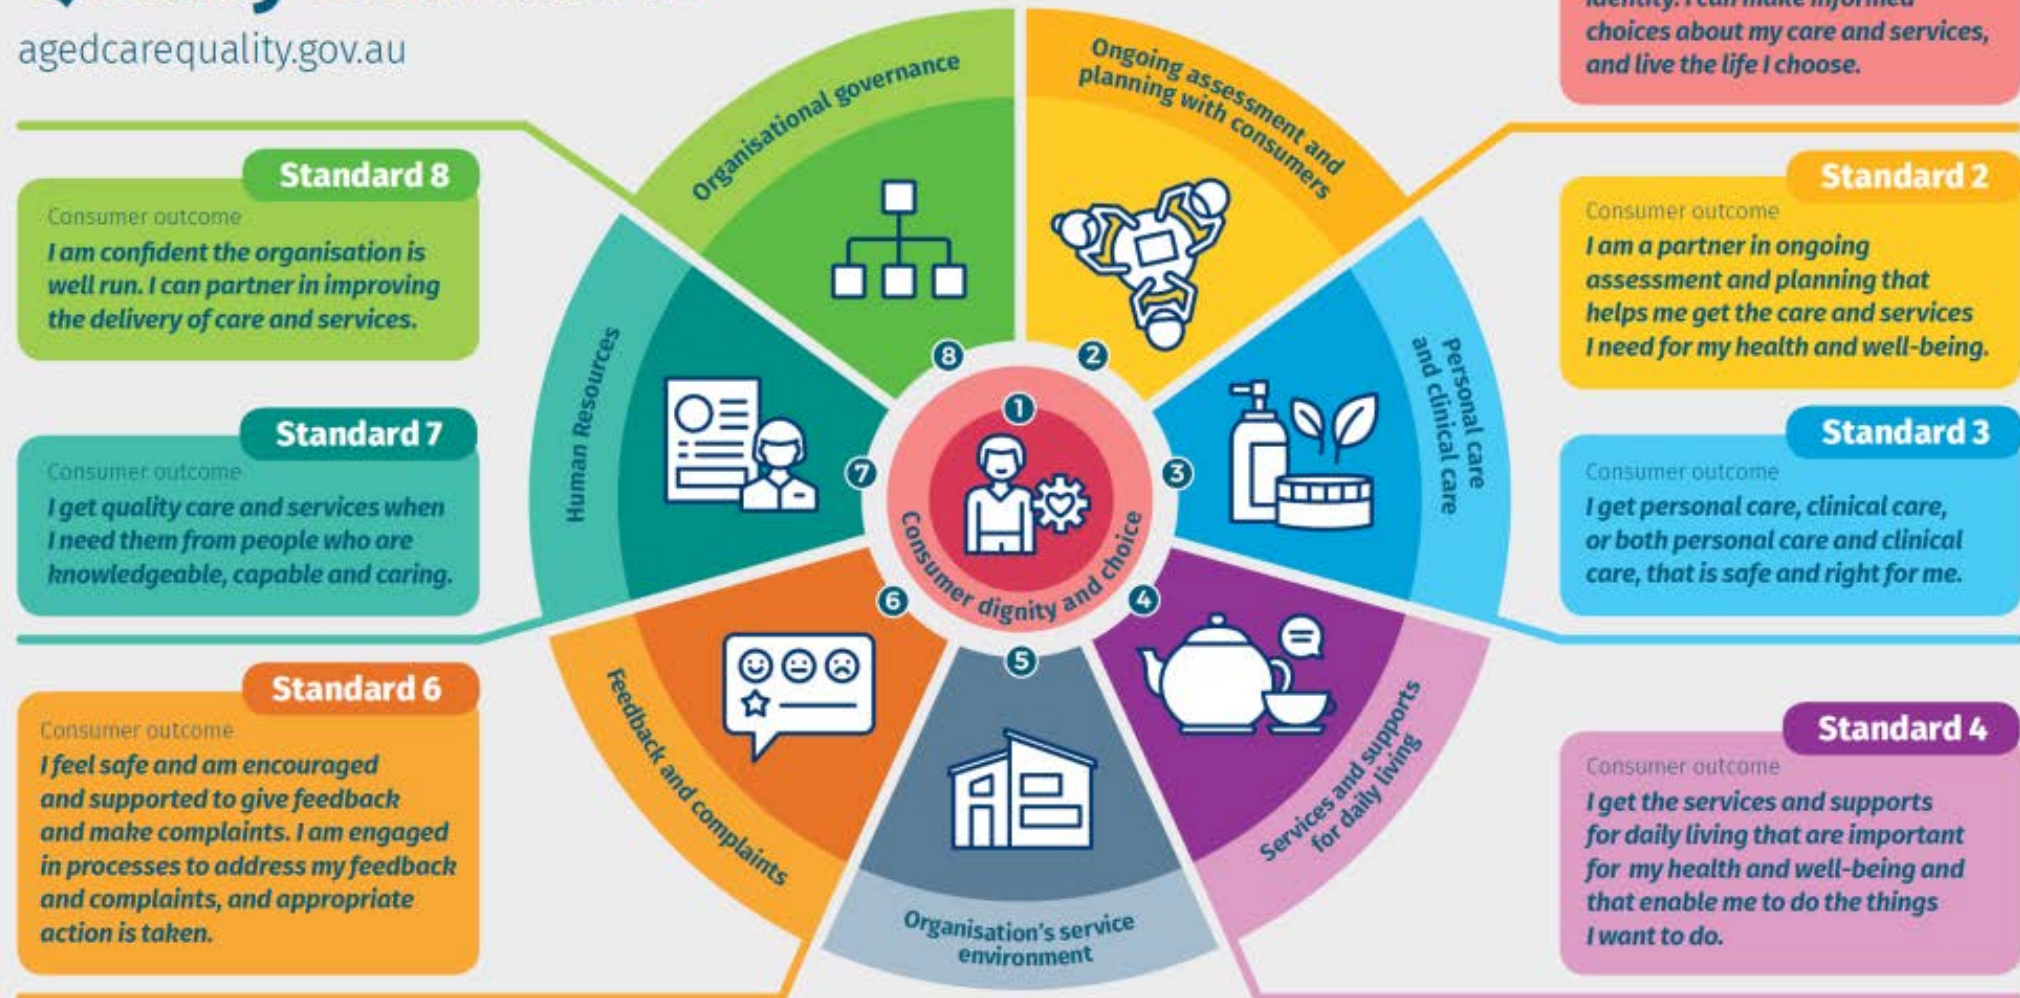 agedcarequality.gov.au
choices about my care and services,
and live the life I choose.
Standard 8
Consumer outcome
I am confident the organisation is
well run. I can partner in improving
the delivery of care and services.
Standard 7
Consumer outcome
I get quality care and services when
I need them from people who are
knowledgeable, capable and caring.
Standard 6
Consumer outcome
I feel safe and am encouraged
and supported to give feedback
and make complaints. I am engaged
in processes to address my feedback
and complaints, and appropriate
action is taken.
Organisational governance
Ongoing assessment and
planning with consumers
Human Resources
Personal care
and clinical care
8
2
1
7
3
Consumer dignity and choice
6
4
5
Feedback and complaints
Services and supports
for daily living
Organisation's service
environment
Standard 2
Consumer outcome
I am a partner in ongoing
assessment and planning that
helps me get the care and services
I need for my health and well-being.
Standard 3
Consumer outcome
I get personal care, clinical care,
or both personal care and clinical
care, that is safe and right for me.
Standard 4
Consumer outcome
I get the services and supports
for daily living that are important
for my health and well-being and
that enable me to do the things
I want to do.